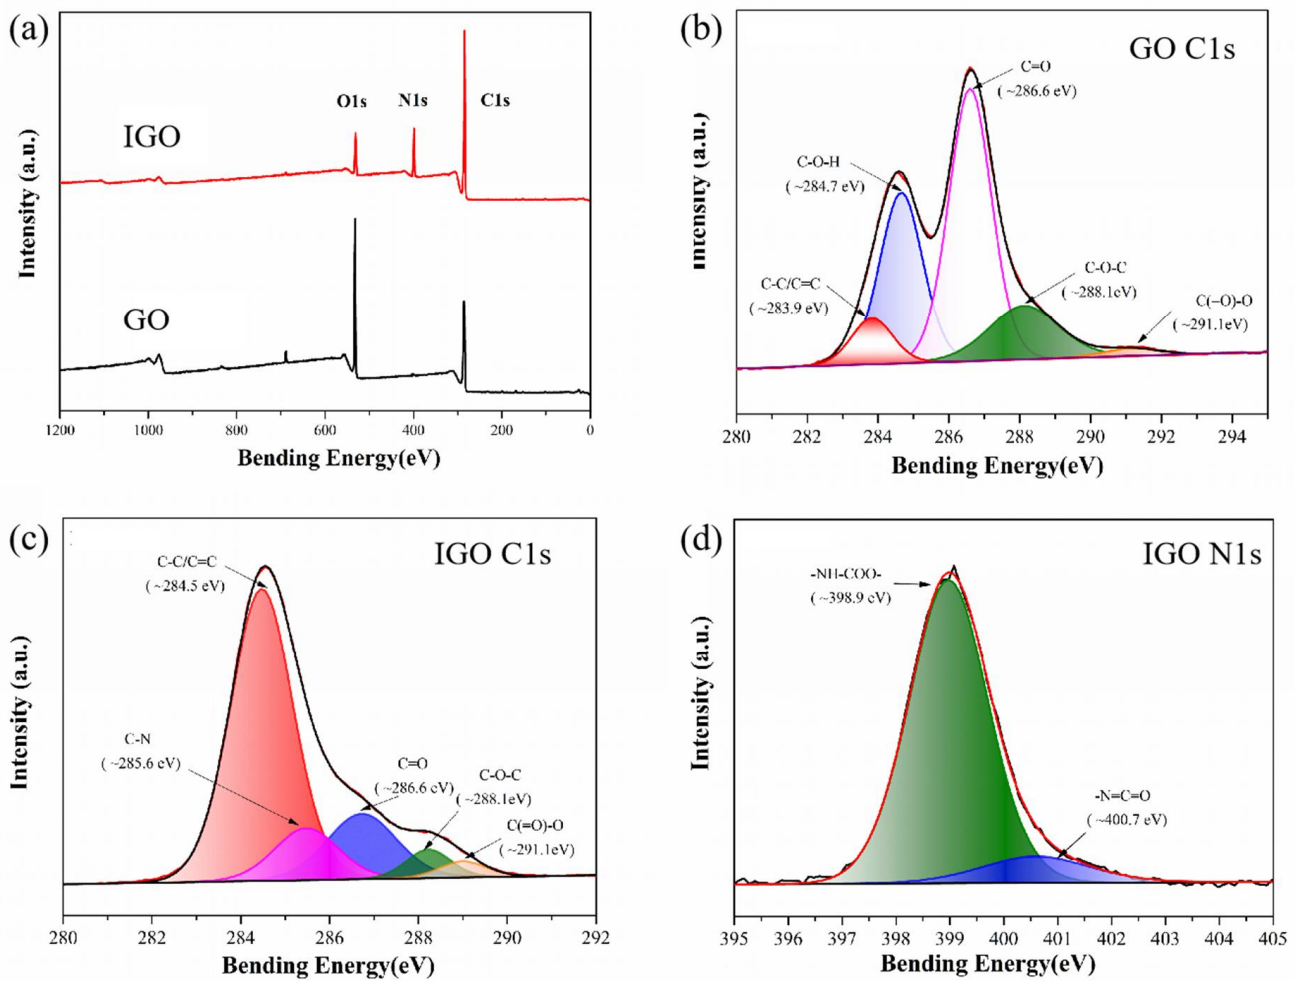 (a)
O1s
N1s
C1s
IGO
GO
Intensity (a.u.)
1200
1000
800
600
400
200
0
Bending Energy(eV)
(b)
GO C1s
C=O
(~286.6 eV)
C-O-H
(~284.7 eV)
C-C/C=C
(~283.9 eV)
C-O-C
(~288.1eV)
C(=O)-O
(~291.1eV)
Intensity (a.u.)
280
282
284
286
288
290
292
294
Bending Energy(eV)
(c)
IGO C1s
C-C/C=C
(~284.5 eV)
C-N
(~285.6 eV)
C=O
(~286.6 eV)
C-O-C
(~288.1eV)
C(=O)-O
(~291.1eV)
Intensity (a.u.)
280
282
284
286
288
290
292
Bending Energy(eV)
(d)
IGO N1s
-NH-COO-
(~398.9 eV)
-N=C=O
(~400.7 eV)
Intensity (a.u.)
395
396
397
398
399
400
401
402
403
404
405
Bending Energy(eV)